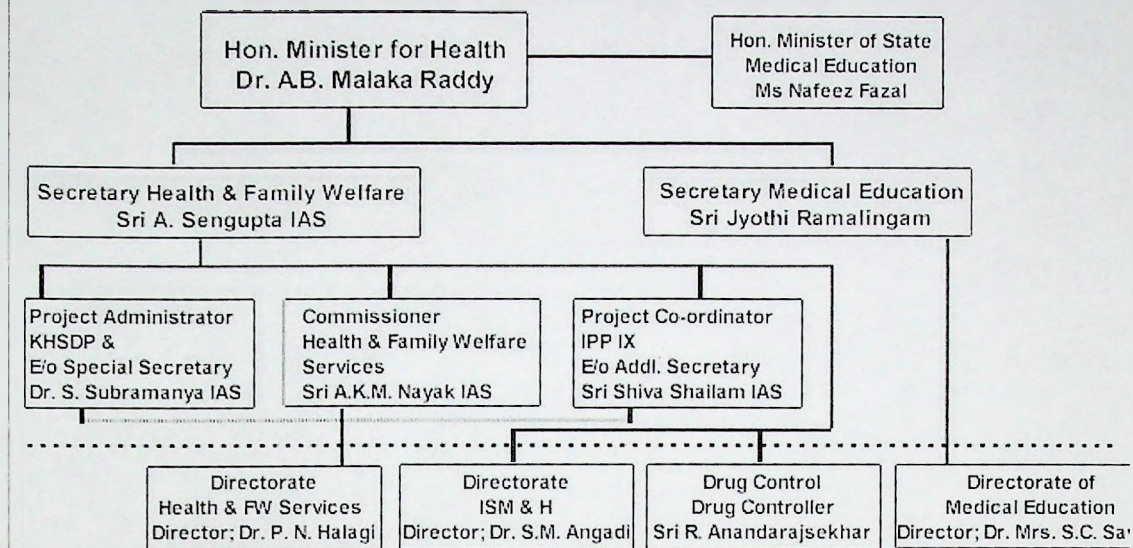 Hon. Minister for Health
Dr. A.B. Malaka Raddy
Hon. Minister of State
Medical Education
Ms Nafeez Fazal
Secretary Health & Family Welfare
Sri A. Sengupta IAS
Secretary Medical Education
Sri Jyothi Ramalingam
Project Administrator
KHSDP &
E/o Special Secretary
Dr. S. Subramanya IAS
Commissioner
Health & Family Welfare
Services
Sri A.K.M. Nayak IAS
Project Co-ordinator
IPP IX
E/o Addl. Secretary
Sri Shiva Shailam IAS
Directorate
Health & FW Services
Director; Dr. P. N. Halagi
Directorate
ISM & H
Director; Dr. S.M. Angadi
Drug Control
Drug Controller
Sri R. Anandarajsekhar
Directorate of
Medical Education
Director; Dr. Mrs. S.C.